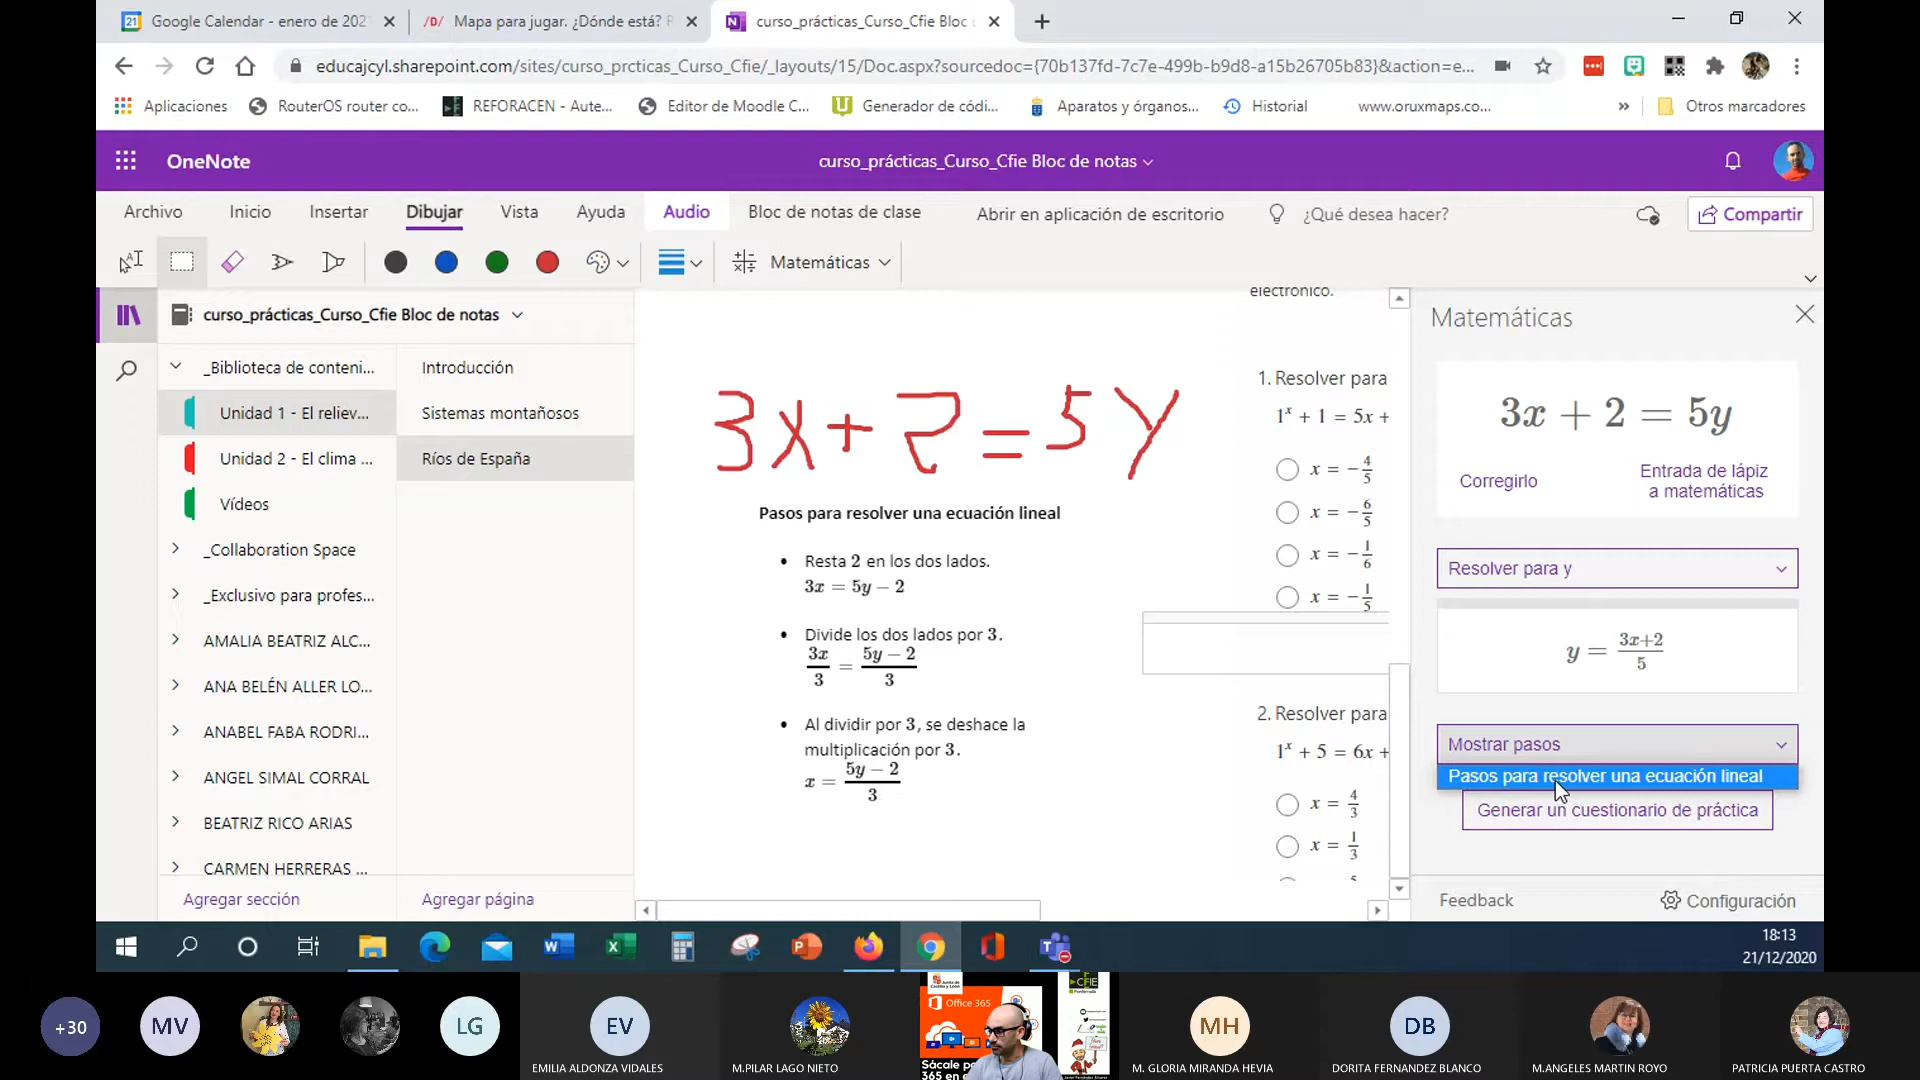 Google Calendar - enero de 202
Mapa para jugar. ¿Dónde está? R
curso_prácticas_Curso_Cfie Bloc
educajcyl.sharepoint.com/sites/curso_prcticas_Curso_Cfie/_layouts/15/Doc.aspx?sourcedoc={70b137fd-7c7e-499b-b9d8-a15b26705b83}&action=e...
Aplicaciones
RouterOS router co...
REFORACEN - Aute...
Editor de Moodle C...
Generador de códi...
Aparatos y órganos...
Historial
www.oruxmaps.co...
»
Otros marcadores
OneNote
curso_prácticas_Curso_Cfie Bloc de notas
Archivo
Inicio
Insertar
Dibujar
Vista
Ayuda
Audio
Bloc de notas de clase
Abrir en aplicación de escritorio
¿Qué desea hacer?
Compartir
Matemáticas
curso_prácticas_Curso_Cfie Bloc de notas
_Biblioteca de conteni...
Unidad 1 - El reliev...
Unidad 2 - El clima ...
Vídeos
_Collaboration Space
_Exclusivo para profes...
AMALIA BEATRIZ ALC...
ANA BELÉN ALLER LO...
ANABEL FABA RODRI...
ANGEL SIMAL CORRAL
BEATRIZ RICO ARIAS
CARMEN HERRERAS ...
Agregar sección
Introducción
Sistemas montañosos
Ríos de España
Agregar página
3X+2=5Y
Pasos para resolver una ecuación lineal
• Resta 2 en los dos lados.
3x = 5y − 2
• Divide los dos lados por 3.
3x/3 = 5y − 2/3
• Al dividir por 3, se deshace la
multiplicación por 3.
x = 5y − 2/3
electrónico.
1. Resolver para
1ˣ + 1 = 5x +
x = −4/5
x = −6/5
x = −1/6
x = −1/5
2. Resolver para
1ˣ + 5 = 6x +
x = 4/3
x = 1/3
5
Matemáticas
3x + 2 = 5y
Corregirlo
Entrada de lápiz
a matemáticas
Resolver para y
y = 3x+2/5
Mostrar pasos
Pasos para resolver una ecuación lineal
Generar un cuestionario de práctica
Feedback
Configuración
18:13
21/12/2020
+30
MV
LG
EV
EMILIA ALDONZA VIDALES
M.PILAR LAGO NIETO
Office 365
Sácale pa
365 en e
CFIE
MH
M. GLORIA MIRANDA HEVIA
DB
DORITA FERNANDEZ BLANCO
M.ANGELES MARTIN ROYO
PATRICIA PUERTA CASTRO